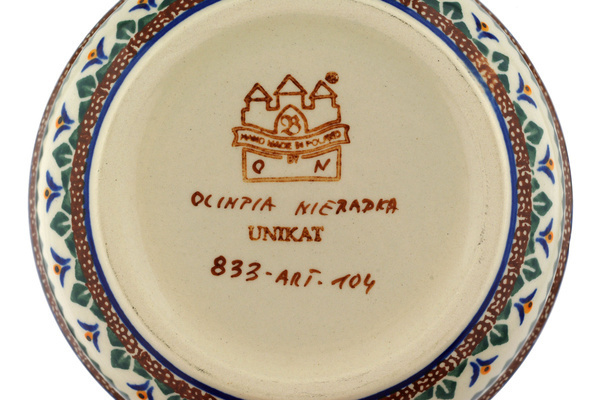 ®
B
HAND MADE IN POLAND
BY
O N
OLIMPIA NIERADKA
UNIKAT
833-ART-104